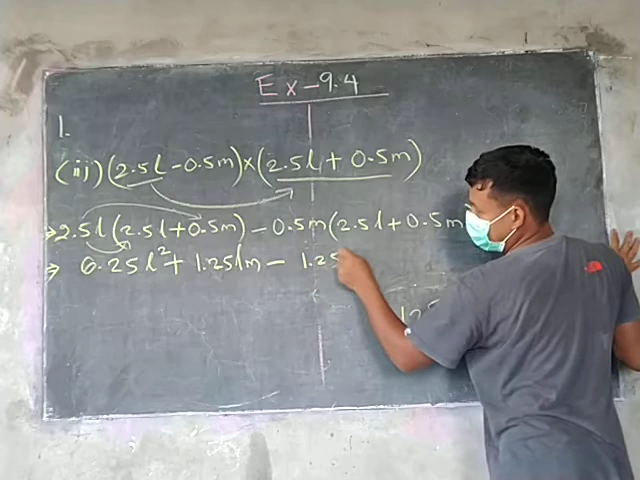 Ex-9.4
1.
(iii) (2.5l - 0.5m) × (2.5l + 0.5m)
⇒ 2.5l (2.5l + 0.5m) - 0.5m (2.5l + 0.5m
⇒ 6.25l² + 1.25lm - 1.25